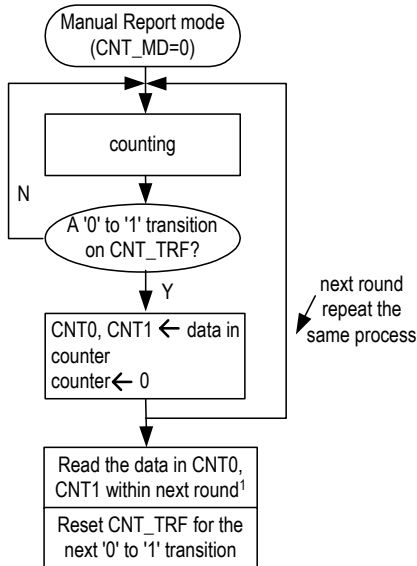 Manual Report mode
(CNT_MD=0)
counting
N
A '0' to '1' transition
on CNT_TRF?
Y
next round
repeat the
same process
CNT0, CNT1 ← data in
counter
counter← 0
Read the data in CNT0,
CNT1 within next round¹
Reset CNT_TRF for the
next '0' to '1' transition